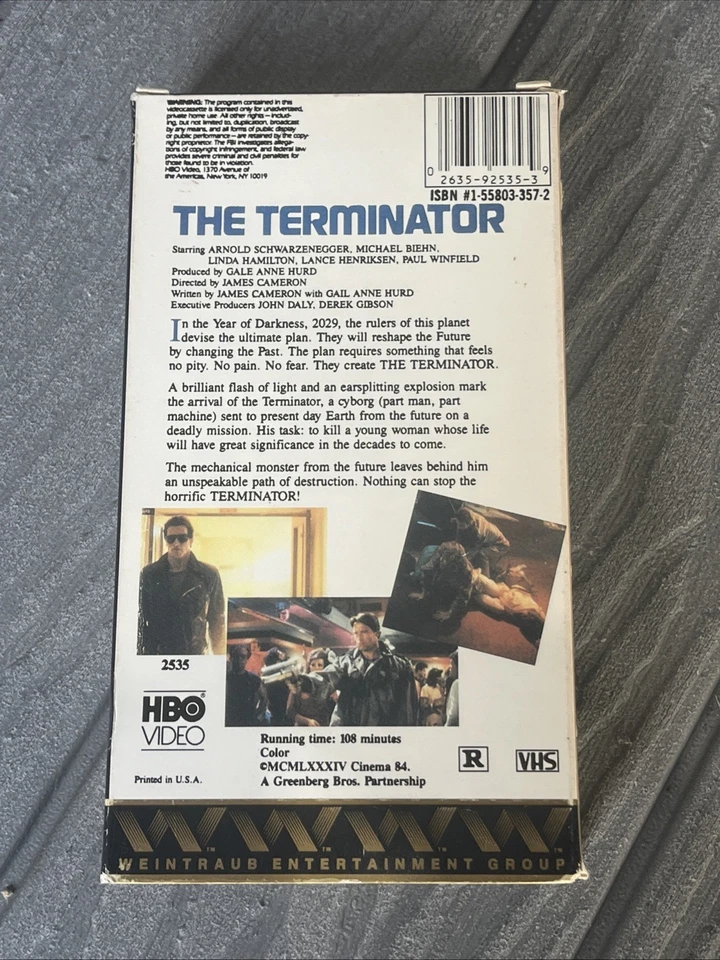 WARNING: The program contained in this
videocassette is licensed only for unauthorized,
private home use. All other rights — includ-
ing, but not limited to, duplication, broadcast
by any means, and all forms of public display
or public performance — are retained by the copy-
right proprietor. The FBI investigates allega-
tions of copyright infringement, and federal law
provides severe criminal and civil penalties for
those found to be in violation.
HBO Video, 1370 Avenue of
the Americas, New York, NY 10019
0 2635-92535-3 9
ISBN #1-55803-357-2
THE TERMINATOR
Starring ARNOLD SCHWARZENEGGER, MICHAEL BIEHN,
LINDA HAMILTON, LANCE HENRIKSEN, PAUL WINFIELD
Produced by GALE ANNE HURD
Directed by JAMES CAMERON
Written by JAMES CAMERON with GAIL ANNE HURD
Executive Producers JOHN DALY, DEREK GIBSON
In the Year of Darkness, 2029, the rulers of this planet
devise the ultimate plan. They will reshape the Future
by changing the Past. The plan requires something that feels
no pity. No pain. No fear. They create THE TERMINATOR.
A brilliant flash of light and an earsplitting explosion mark
the arrival of the Terminator, a cyborg (part man, part
machine) sent to present day Earth from the future on a
deadly mission. His task: to kill a young woman whose life
will have great significance in the decades to come.
The mechanical monster from the future leaves behind him
an unspeakable path of destruction. Nothing can stop the
horrific TERMINATOR!
2535
HBO®
VIDEO
Printed in U.S.A.
Running time: 108 minutes
Color
©MCMLXXXIV Cinema 84.
A Greenberg Bros. Partnership
R
VHS
WEINTRAUB ENTERTAINMENT GROUP